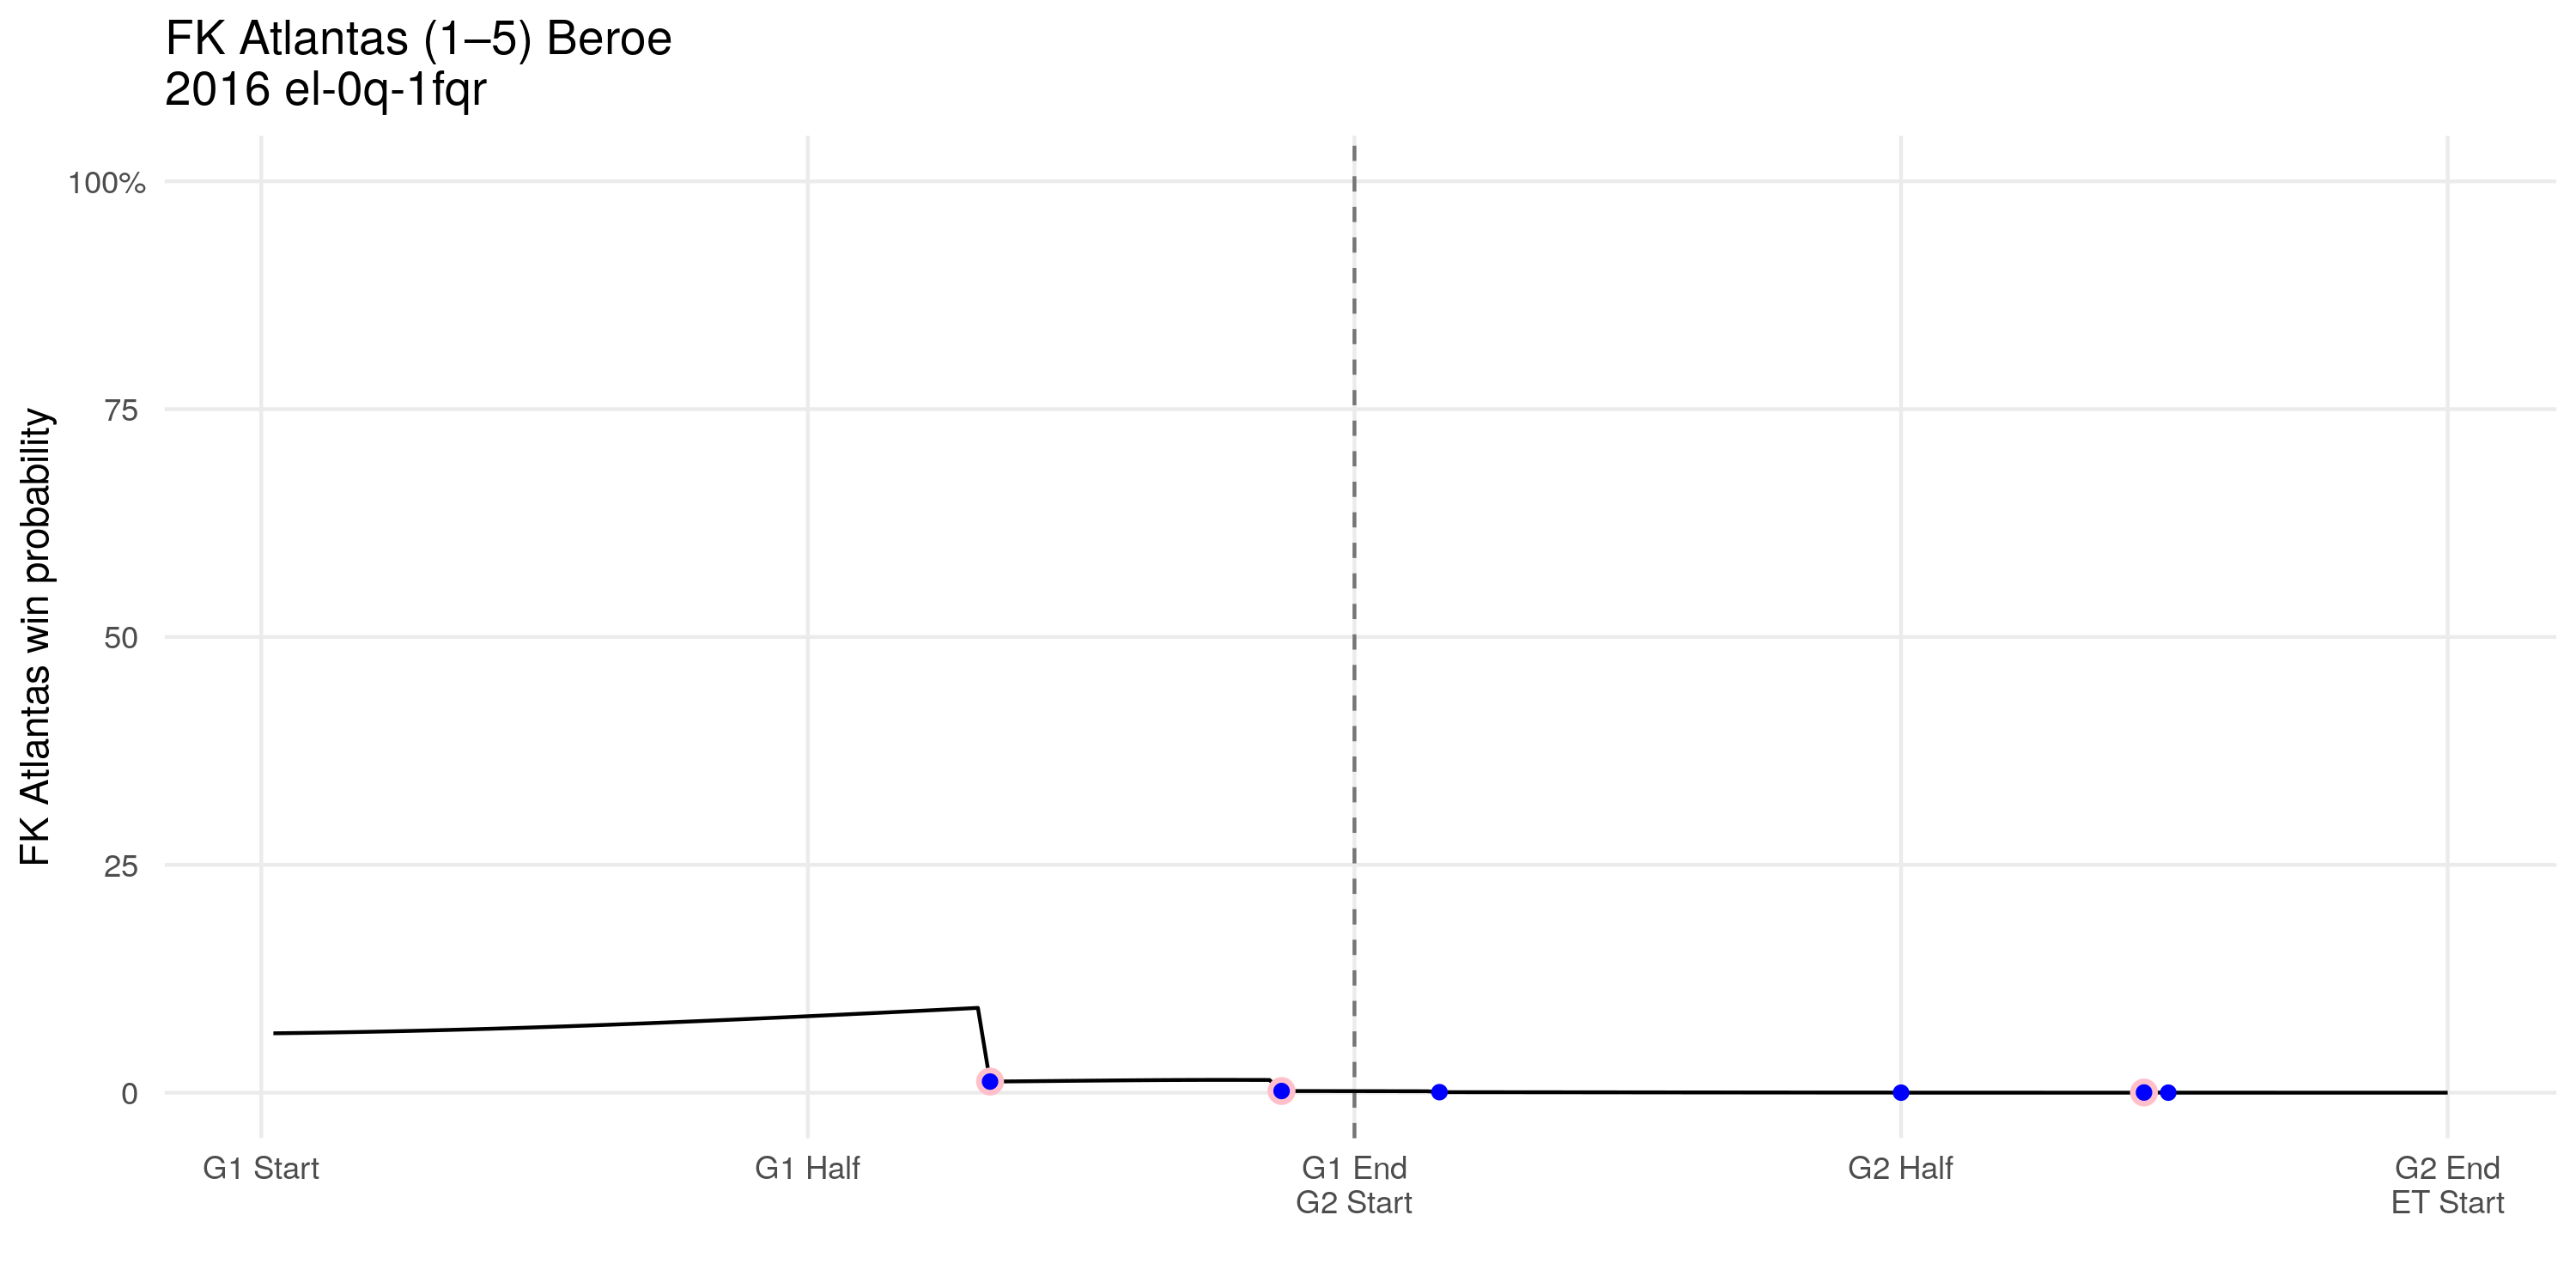 FK Atlantas (1–5) Beroe
2016 el-0q-1fqr
FK Atlantas win probability
100%
75
50
25
0
G1 Start
G1 Half
G1 End
G2 Start
G2 Half
G2 End
ET Start